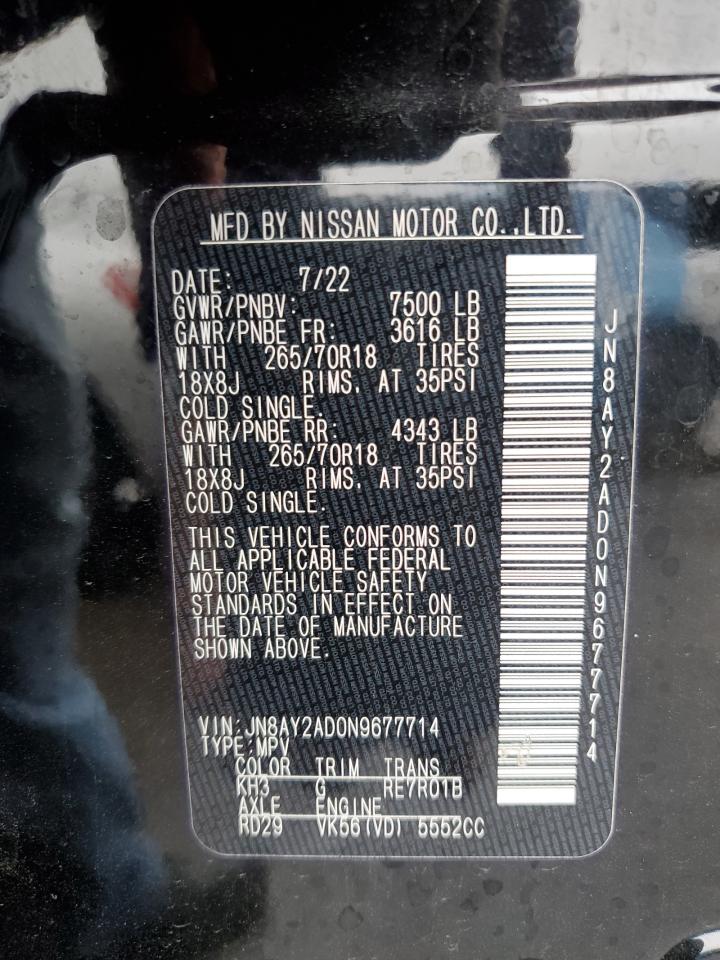 MFD BY NISSAN MOTOR CO.,LTD.
DATE: 7/22
GVWR/PNBV: 7500 LB
GAWR/PNBE FR: 3616 LB
WITH 265/70R18 TIRES
18X8J RIMS, AT 35PSI
COLD SINGLE.
GAWR/PNBE RR: 4343 LB
WITH 265/70R18 TIRES
18X8J RIMS, AT 35PSI
COLD SINGLE.
THIS VEHICLE CONFORMS TO
ALL APPLICABLE FEDERAL
MOTOR VEHICLE SAFETY
STANDARDS IN EFFECT ON
THE DATE OF MANUFACTURE
SHOWN ABOVE.
VIN:JN8AY2AD0N9677714
TYPE:MPV
COLOR TRIM TRANS
KH3 G RE7R01B
AXLE ENGINE
RD29 VK56(VD) 5552CC
JN8AY2AD0N9677714